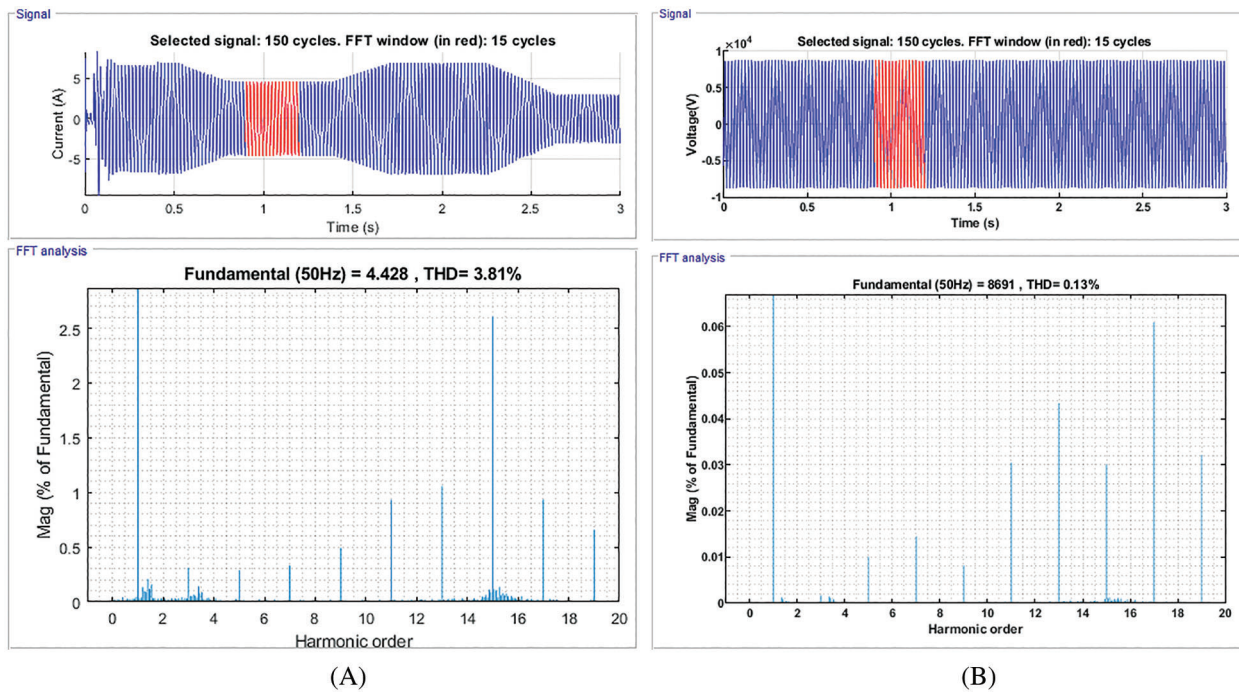 Signal
Selected signal: 150 cycles. FFT window (in red): 15 cycles
Current (A)
5
0
-5
0 0.5 1 1.5 2 2.5 3
Time (s)
FFT analysis
Fundamental (50Hz) = 4.428 , THD= 3.81%
Mag (% of Fundamental)
2.5
2
1.5
1
0.5
0
0 2 4 6 8 10 12 14 16 18 20
Harmonic order
(A)
Signal
Selected signal: 150 cycles. FFT window (in red): 15 cycles
×10⁴
Voltage(V)
1
0.5
0
-0.5
-1
0 0.5 1 1.5 2 2.5 3
Time (s)
FFT analysis
Fundamental (50Hz) = 8691 , THD= 0.13%
Mag (% of Fundamental)
0.06
0.05
0.04
0.03
0.02
0.01
0
0 2 4 6 8 10 12 14 16 18 20
Harmonic order
(B)